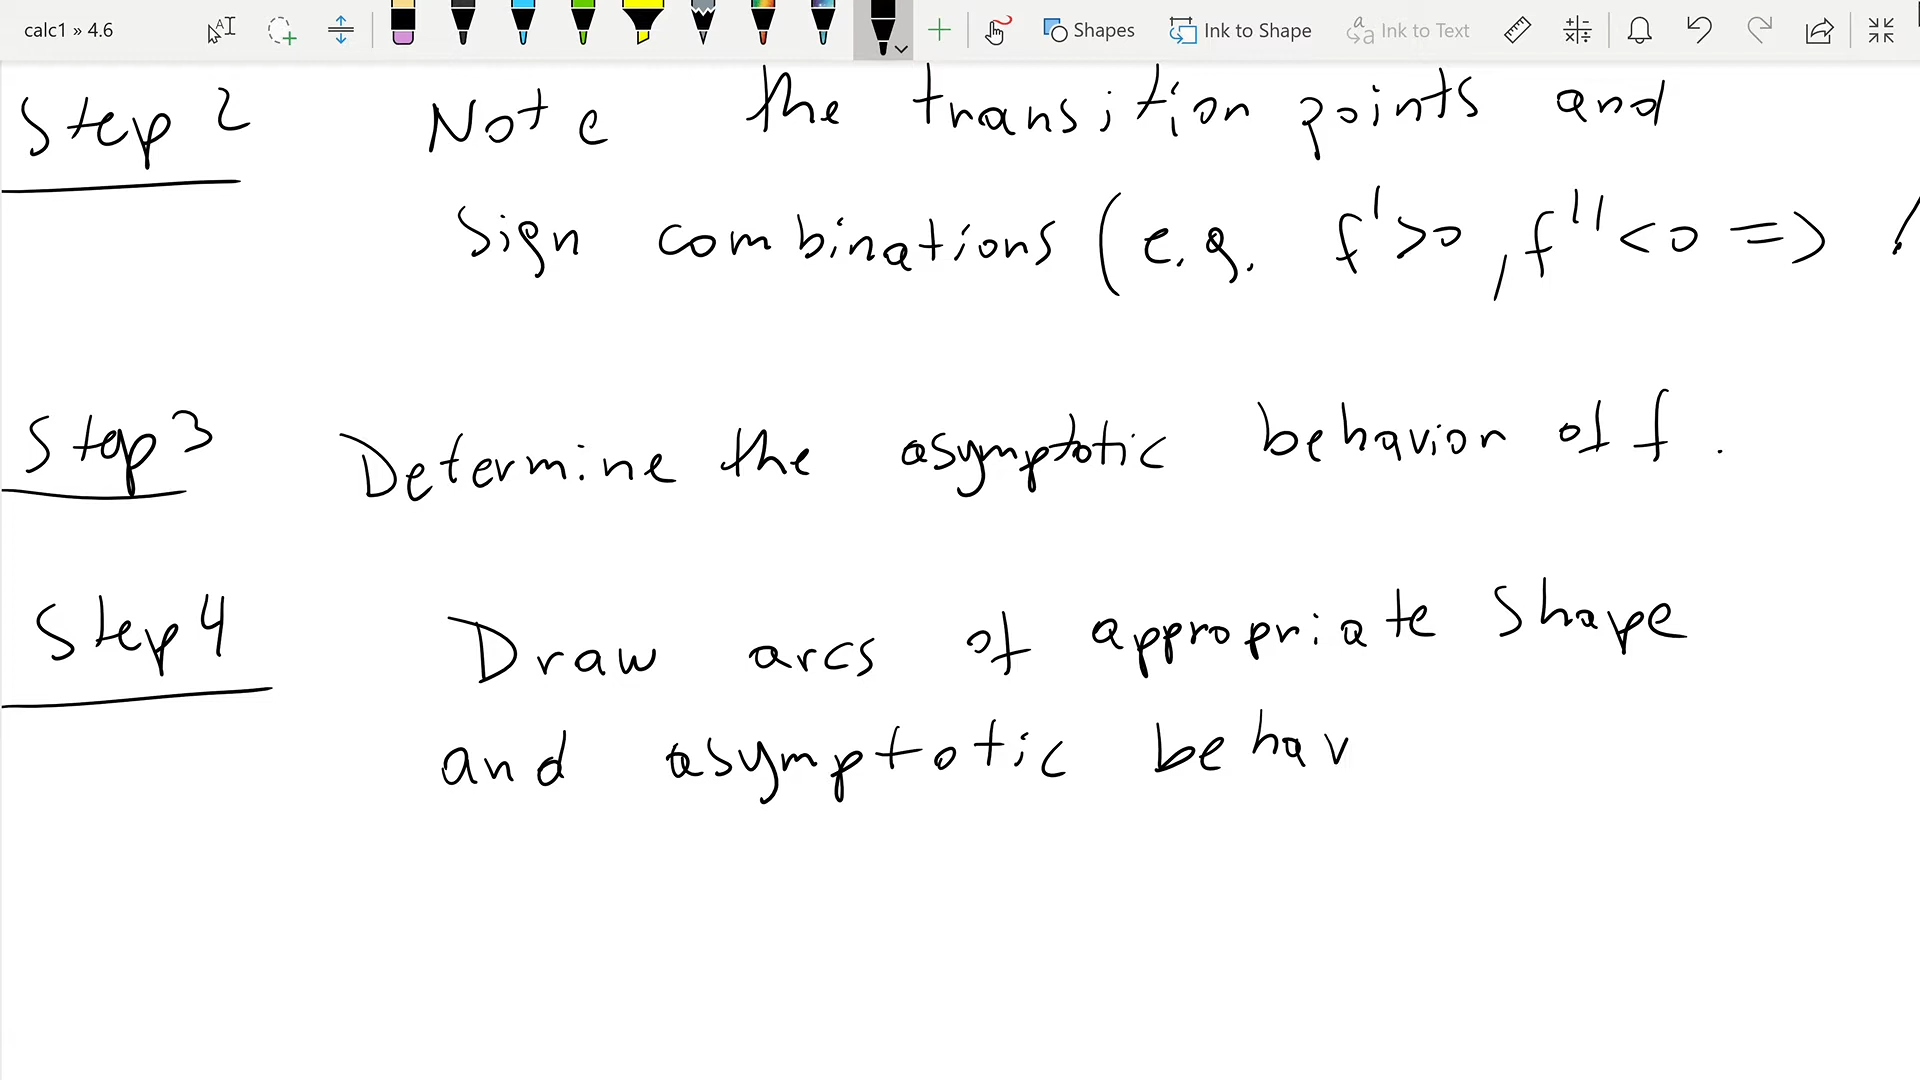 calc1 » 4.6 Shapes Ink to Shape Ink to Text
Step 2 Note the transition points and
Sign combinations (e.g. f'>0, f''<0 =>
Step 3 Determine the asymptotic behavior of f.
Step 4 Draw arcs of appropriate shape
and asymptotic behav